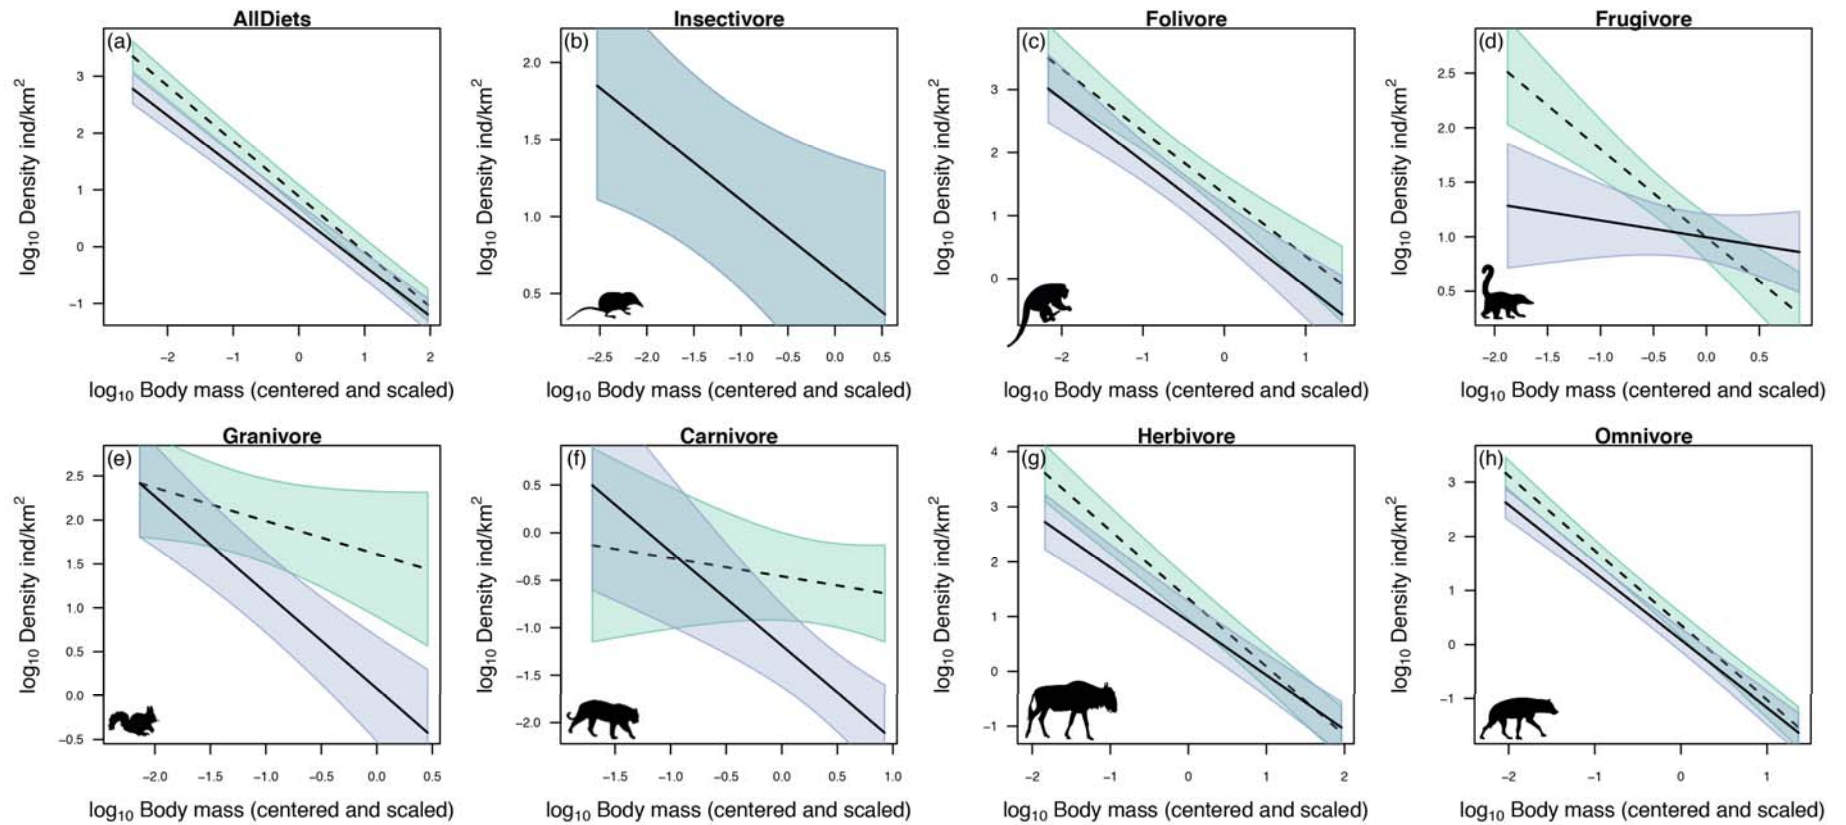 AllDiets
(a)
3
2
1
0
−1
−2
−1
0
1
2
log10 Density ind/km2
log10 Body mass (centered and scaled)
Insectivore
(b)
2.0
1.5
1.0
0.5
−2.5
−2.0
−1.5
−1.0
−0.5
0.0
0.5
log10 Density ind/km2
log10 Body mass (centered and scaled)
Folivore
(c)
3
2
1
0
−2
−1
0
1
log10 Density ind/km2
log10 Body mass (centered and scaled)
Frugivore
(d)
2.5
2.0
1.5
1.0
0.5
−2.0
−1.5
−1.0
−0.5
0.0
0.5
log10 Density ind/km2
log10 Body mass (centered and scaled)
Granivore
(e)
2.5
2.0
1.5
1.0
0.5
0.0
−0.5
−2.0
−1.5
−1.0
−0.5
0.0
0.5
log10 Density ind/km2
log10 Body mass (centered and scaled)
Carnivore
(f)
0.5
0.0
−0.5
−1.0
−1.5
−2.0
−1.5
−1.0
−0.5
0.0
0.5
1.0
log10 Density ind/km2
log10 Body mass (centered and scaled)
Herbivore
(g)
4
3
2
1
0
−1
−2
−1
0
1
2
log10 Density ind/km2
log10 Body mass (centered and scaled)
Omnivore
(h)
3
2
1
0
−1
−2
−1
0
1
log10 Density ind/km2
log10 Body mass (centered and scaled)